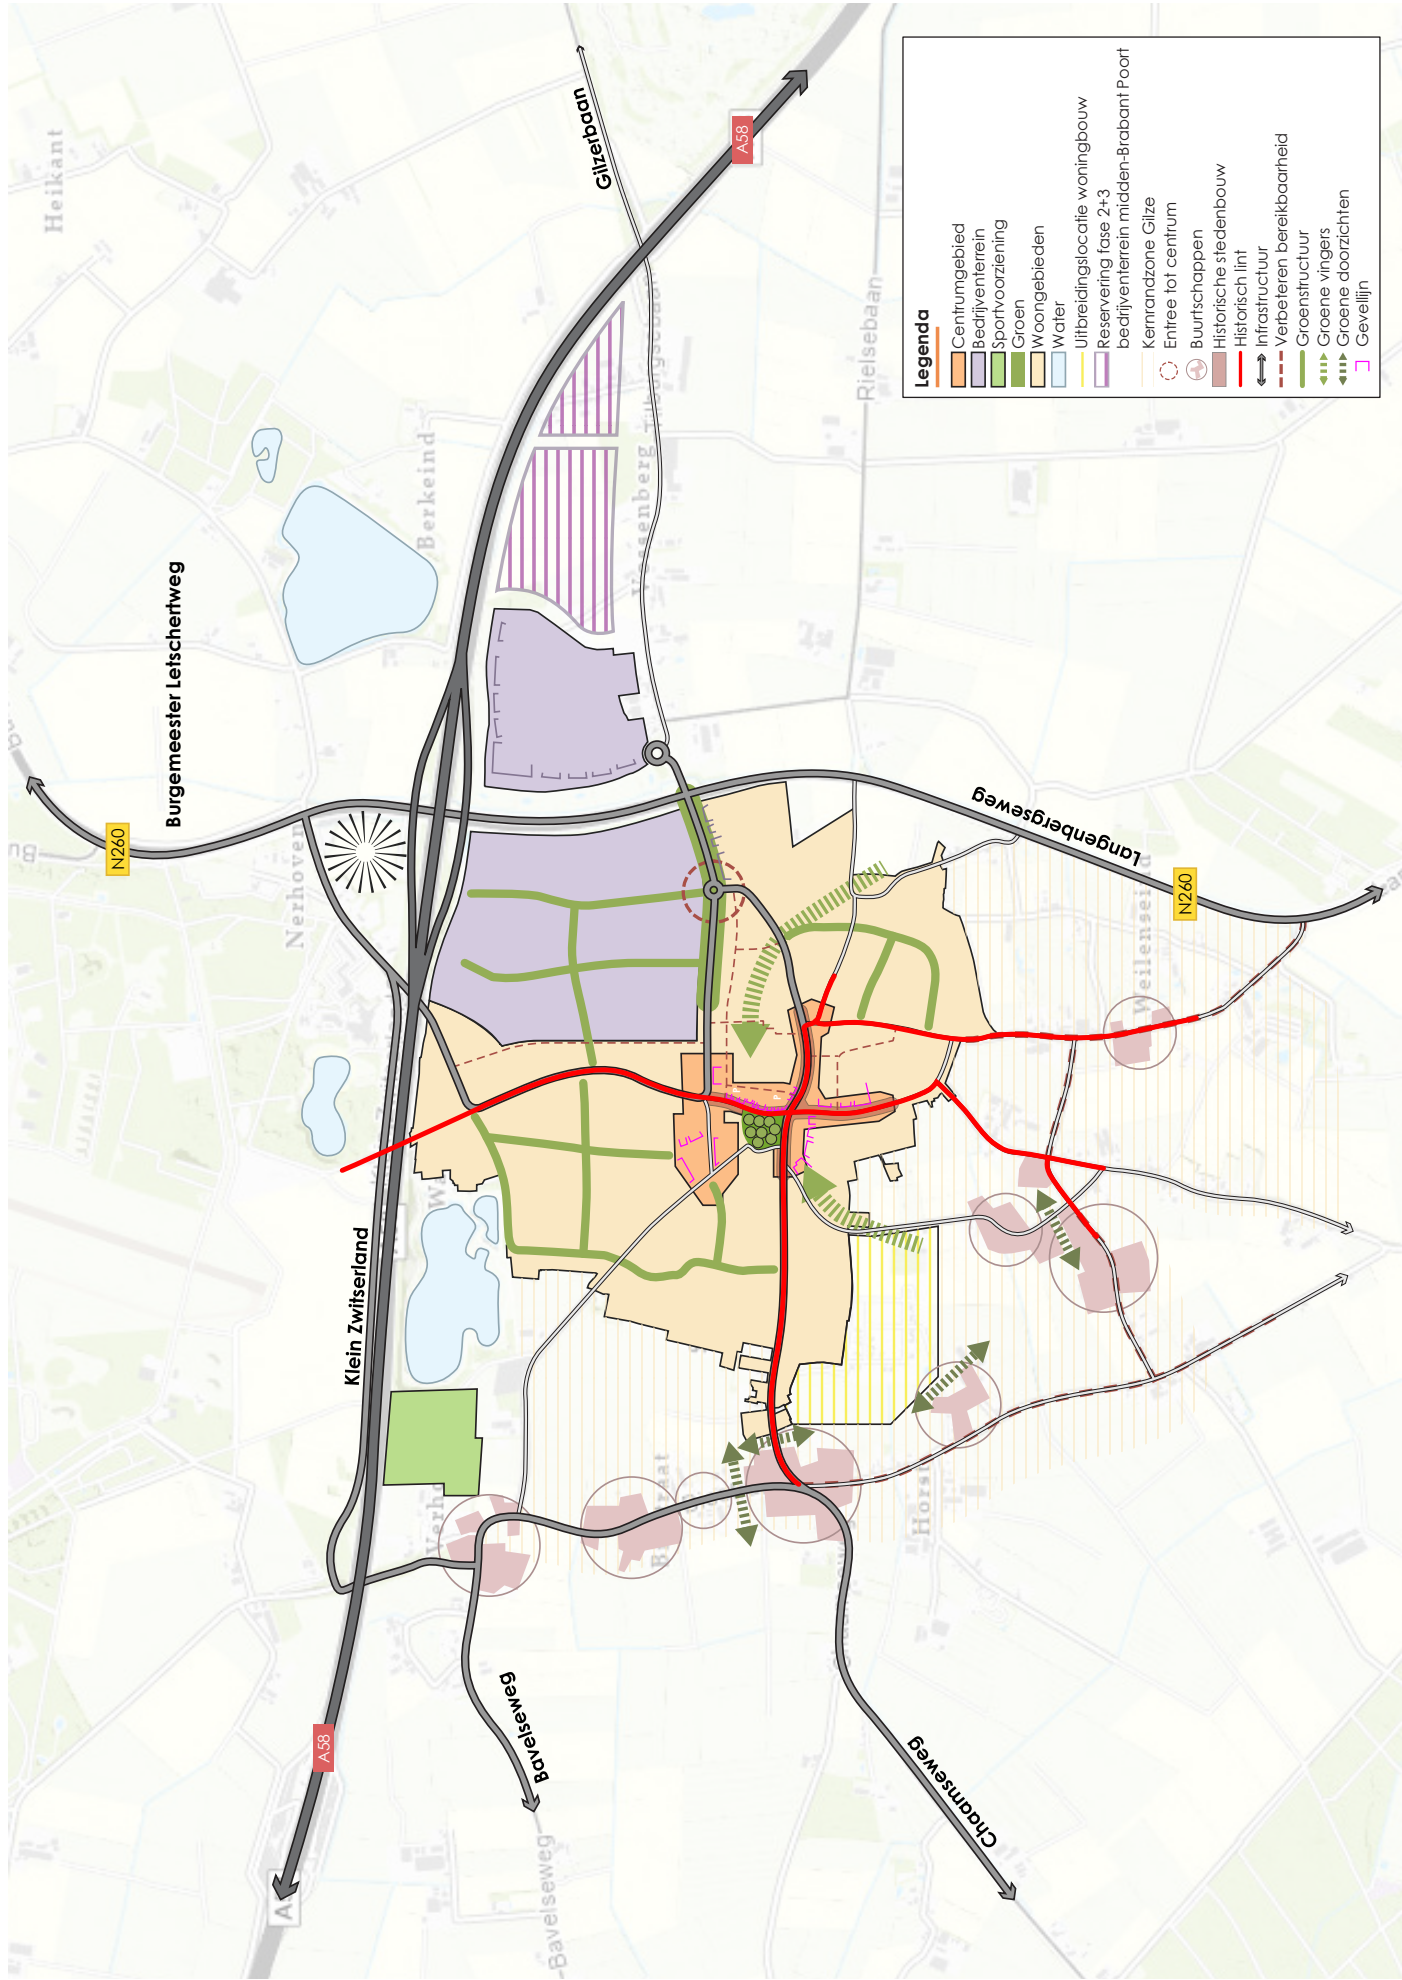 Heikant
Gilzerbaan
A58
Burgemeester Letschertweg
N260
Berkeind
Rielsebaan
Nerhoven
Langenbergseweg
N260
Klein Zwitserland
A58
Bavelseweg
Bavelseweg
Chaamseweg
P
Legenda
Centrumgebied
Bedrijventerrein
Sportvoorziening
Groen
Woongebieden
Water
Uitbreidingslocatie woningbouw
Reservering fase 2+3
bedrijventerrein midden-Brabant Poort
Kernrandzone Gilze
Entree tot centrum
Buurtschappen
Historische stedenbouw
Historisch lint
Infrastructuur
Verbeteren bereikbaarheid
Groenstructuur
Groene vingers
Groene doorzichten
Gevellijn